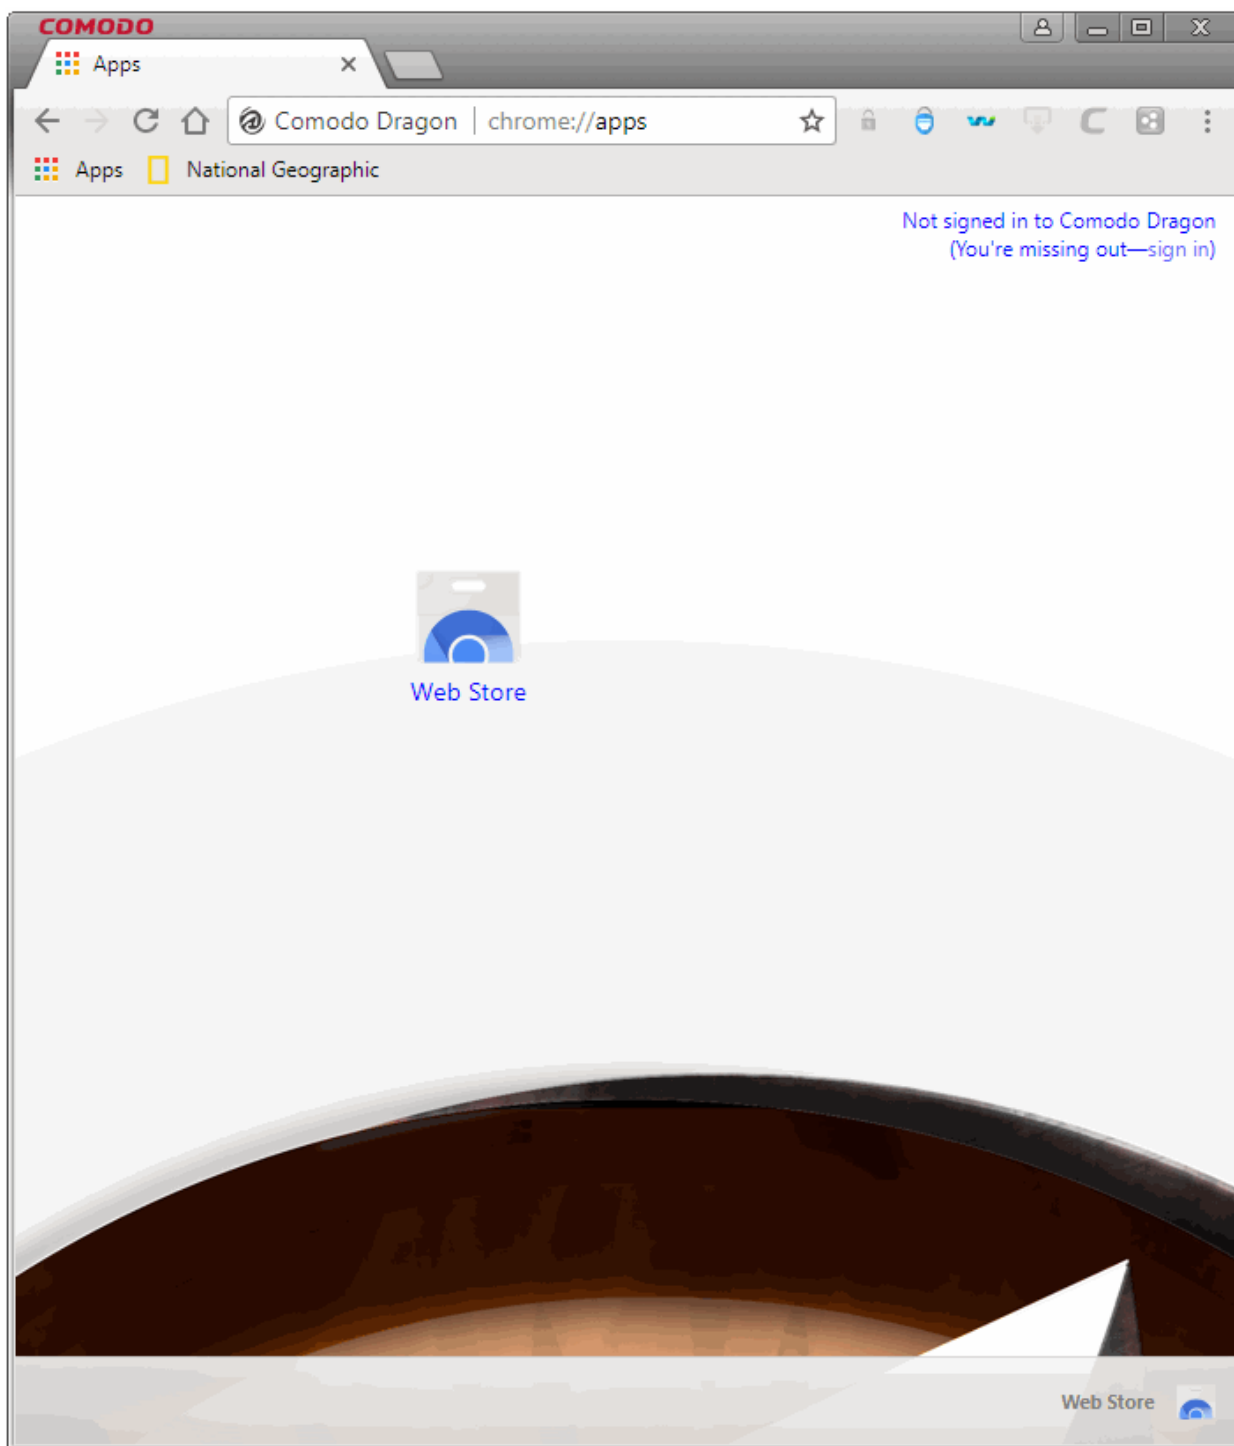 COMODO
Apps
Comodo Dragon chrome://apps
Apps National Geographic
Not signed in to Comodo Dragon
(You're missing out—sign in)
Web Store
Web Store